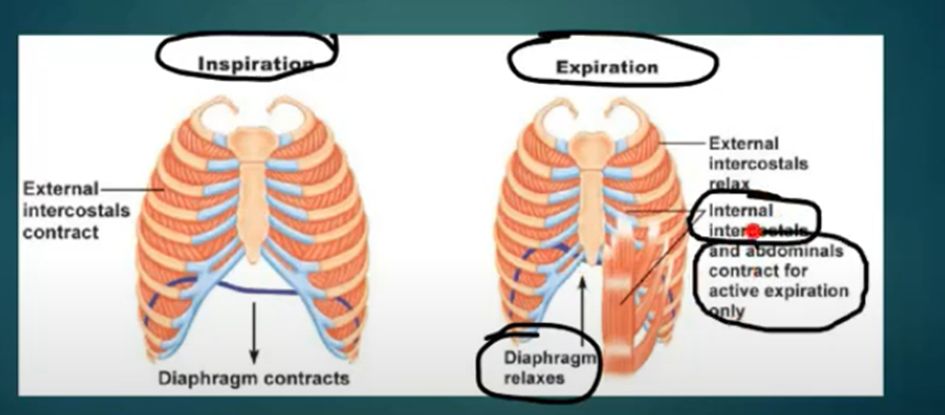 Inspiration
External
intercostals
contract
Diaphragm contracts
Expiration
External
intercostals
relax
Internal
intercostals
and abdominals
contract for
active expiration
only
Diaphragm
relaxes